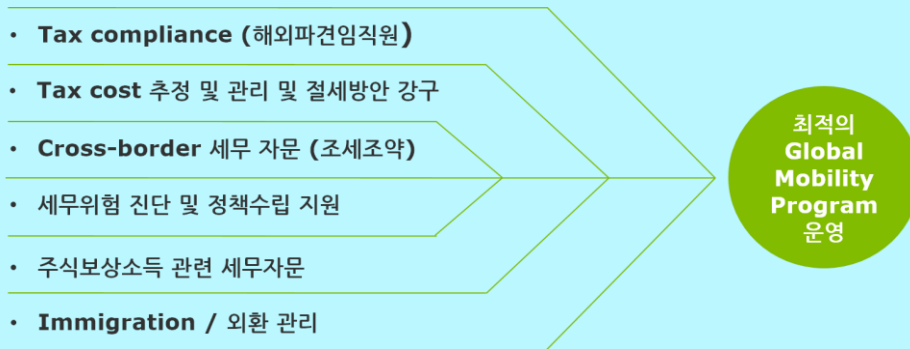 • Tax compliance (해외파견임직원)
• Tax cost 추정 및 관리 및 절세방안 강구
• Cross-border 세무 자문 (조세조약)
• 세무위험 진단 및 정책수립 지원
• 주식보상소득 관련 세무자문
• Immigration / 외환 관리
최적의
Global
Mobility
Program
운영